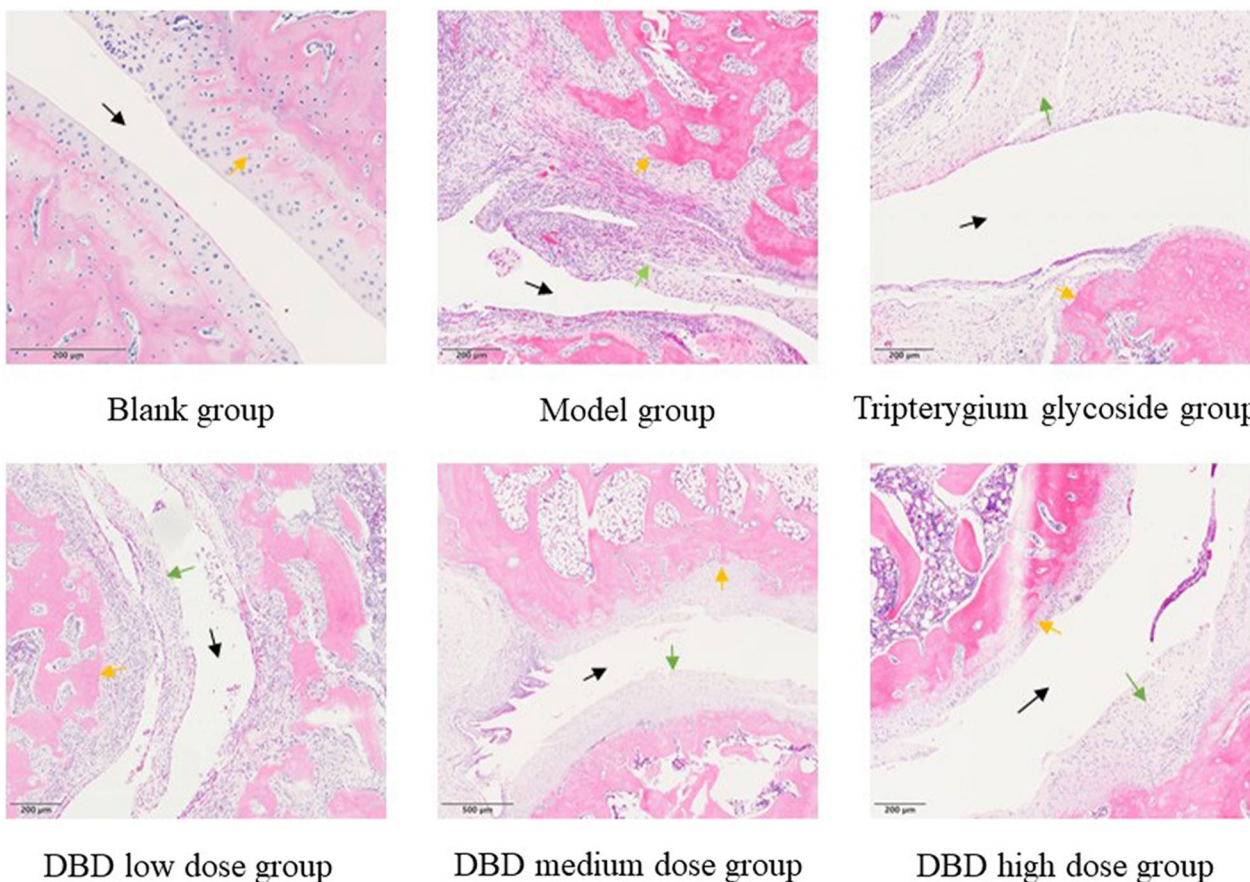 200 µm
200 µm
200 µm
Blank group
Model group
Tripterygium glycoside group
200 µm
500 µm
200 µm
DBD low dose group
DBD medium dose group
DBD high dose group